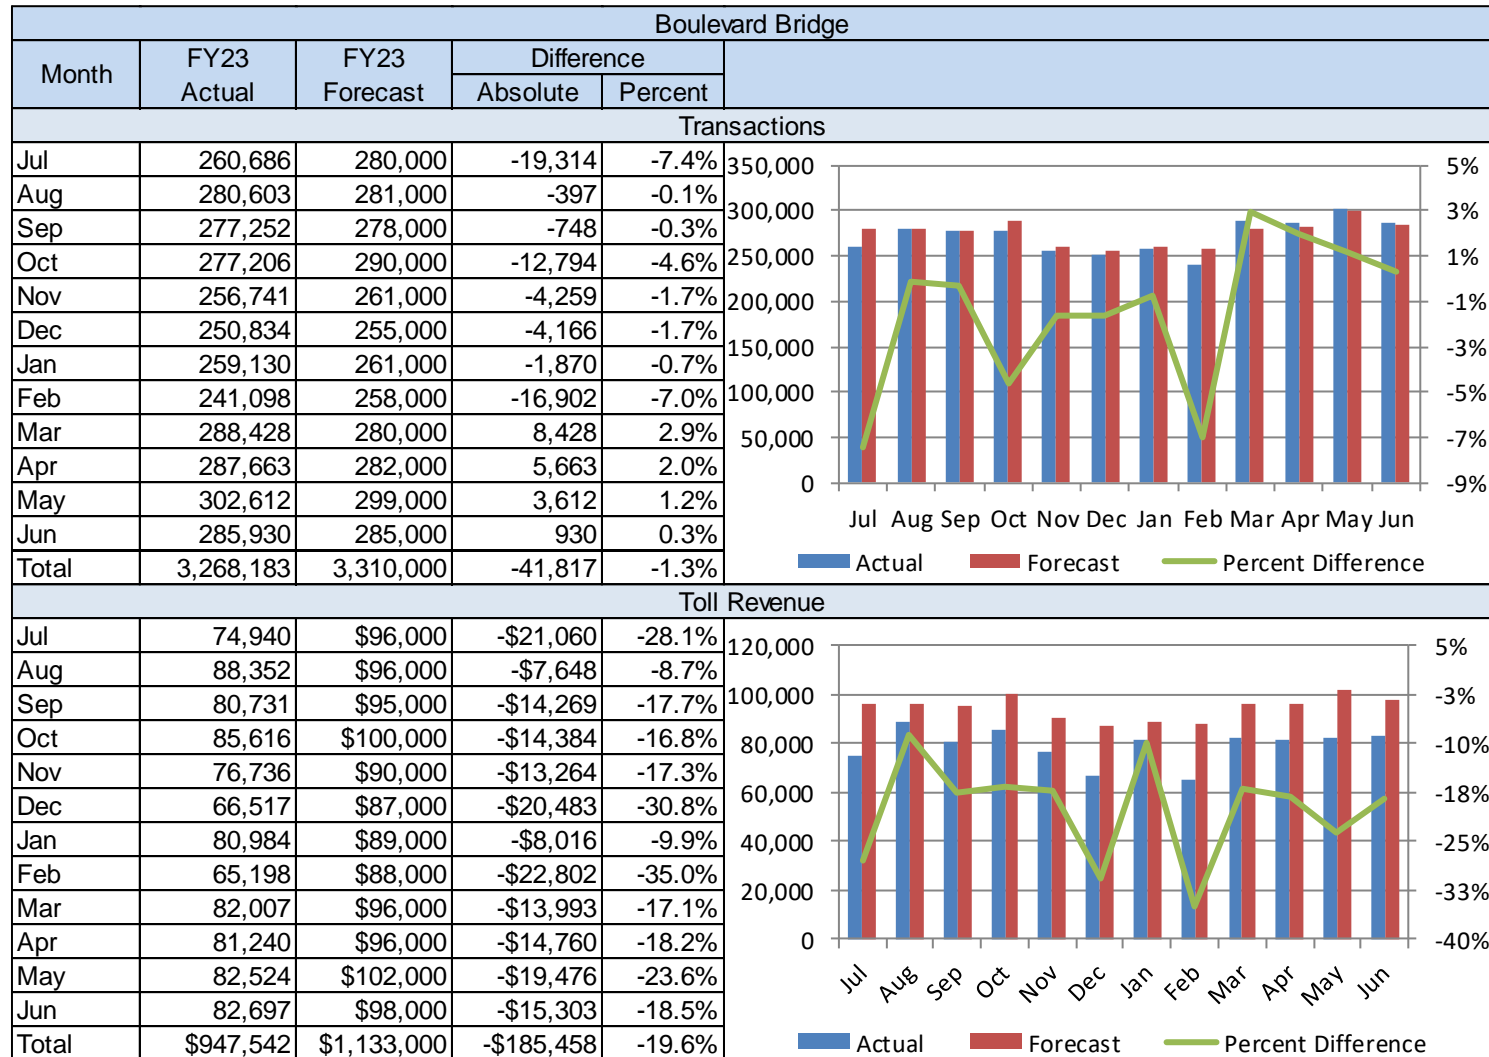 Boulevard Bridge
Month FY23 Actual FY23 Forecast Difference Absolute Percent
Transactions
Jul 260,686 280,000 -19,314 -7.4%
Aug 280,603 281,000 -397 -0.1%
Sep 277,252 278,000 -748 -0.3%
Oct 277,206 290,000 -12,794 -4.6%
Nov 256,741 261,000 -4,259 -1.7%
Dec 250,834 255,000 -4,166 -1.7%
Jan 259,130 261,000 -1,870 -0.7%
Feb 241,098 258,000 -16,902 -7.0%
Mar 288,428 280,000 8,428 2.9%
Apr 287,663 282,000 5,663 2.0%
May 302,612 299,000 3,612 1.2%
Jun 285,930 285,000 930 0.3%
Total 3,268,183 3,310,000 -41,817 -1.3%
350,000 5%
300,000 3%
250,000 1%
200,000 -1%
150,000 -3%
100,000 -5%
50,000 -7%
0 -9%
Jul Aug Sep Oct Nov Dec Jan Feb Mar Apr May Jun
Actual Forecast Percent Difference
Toll Revenue
Jul 74,940 $96,000 -$21,060 -28.1%
Aug 88,352 $96,000 -$7,648 -8.7%
Sep 80,731 $95,000 -$14,269 -17.7%
Oct 85,616 $100,000 -$14,384 -16.8%
Nov 76,736 $90,000 -$13,264 -17.3%
Dec 66,517 $87,000 -$20,483 -30.8%
Jan 80,984 $89,000 -$8,016 -9.9%
Feb 65,198 $88,000 -$22,802 -35.0%
Mar 82,007 $96,000 -$13,993 -17.1%
Apr 81,240 $96,000 -$14,760 -18.2%
May 82,524 $102,000 -$19,476 -23.6%
Jun 82,697 $98,000 -$15,303 -18.5%
Total $947,542 $1,133,000 -$185,458 -19.6%
120,000 5%
100,000 -3%
80,000 -10%
60,000 -18%
40,000 -25%
20,000 -33%
0 -40%
Jul Aug Sep Oct Nov Dec Jan Feb Mar Apr May Jun
Actual Forecast Percent Difference